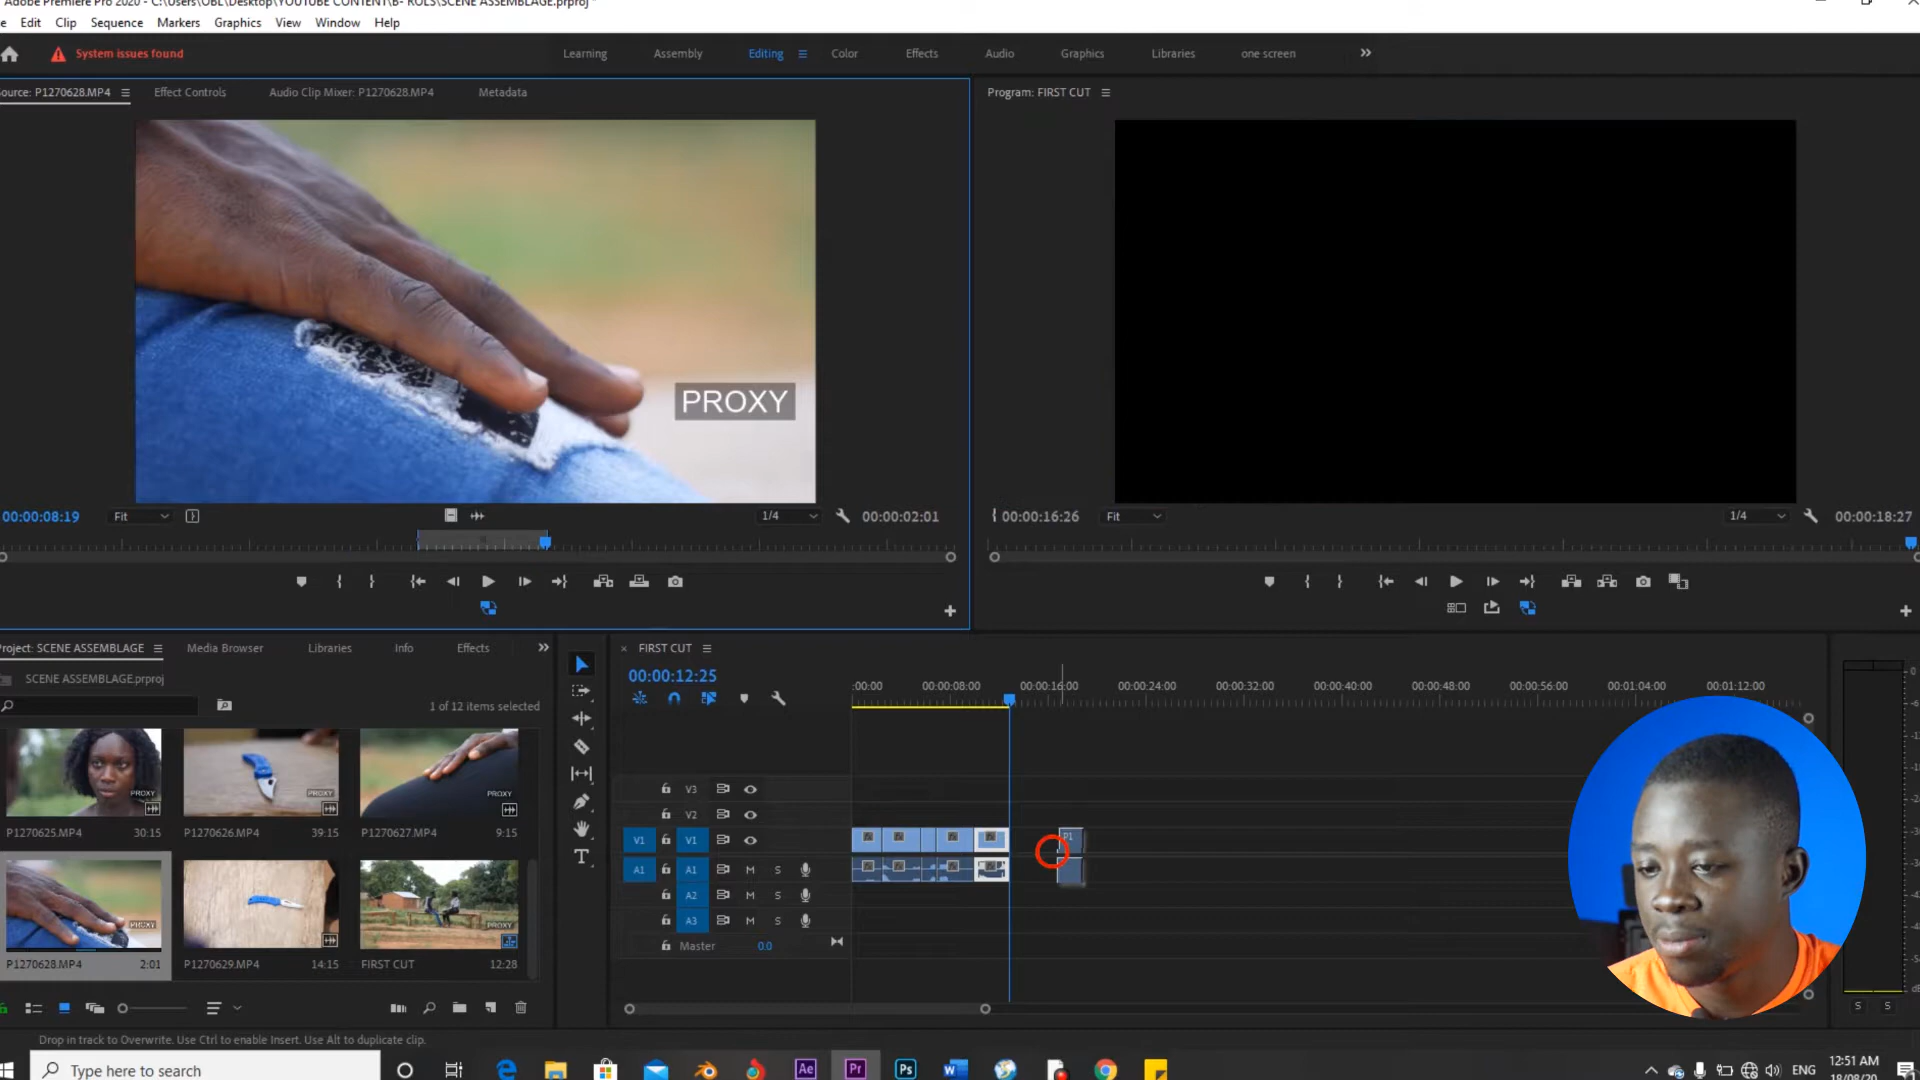 Adobe Premiere Pro 2020 - C:\Users\OBL\Desktop\YOUTUBE CONTENT\B- ROLS\SCENE ASSEMBLAGE.prproj *
e Edit Clip Sequence Markers Graphics View Window Help
System issues found
Learning Assembly Editing Color Effects Audio Graphics Libraries one screen
ource: P1270628.MP4 Effect Controls Audio Clip Mixer: P1270628.MP4 Metadata
Program: FIRST CUT
PROXY
00:00:08:19 Fit 1/4 00:00:02:01
00:00:16:26 Fit 1/4 00:00:18:27
roject: SCENE ASSEMBLAGE Media Browser Libraries Info Effects
SCENE ASSEMBLAGE.prproj
1 of 12 items selected
PROXY PROXY PROXY
P1270625.MP4 30:15 P1270626.MP4 39:15 P1270627.MP4 9:15
PROXY PROXY
P1270628.MP4 2:01 P1270629.MP4 14:15 FIRST CUT 12:28
FIRST CUT
00:00:12:25
:00:00 00:00:08:00 00:00:16:00 00:00:24:00 00:00:32:00 00:00:40:00 00:00:48:00 00:00:56:00 00:01:04:00 00:01:12:00
V3
V2
V1 V1 P1
A1 A1 M S
A2 M S
A3 M S
Master 0.0
0
S S
Drop in track to Overwrite. Use Ctrl to enable Insert. Use Alt to duplicate clip.
Type here to search
Ae Pr Ps W
ENG
12:51 AM
18/08/20